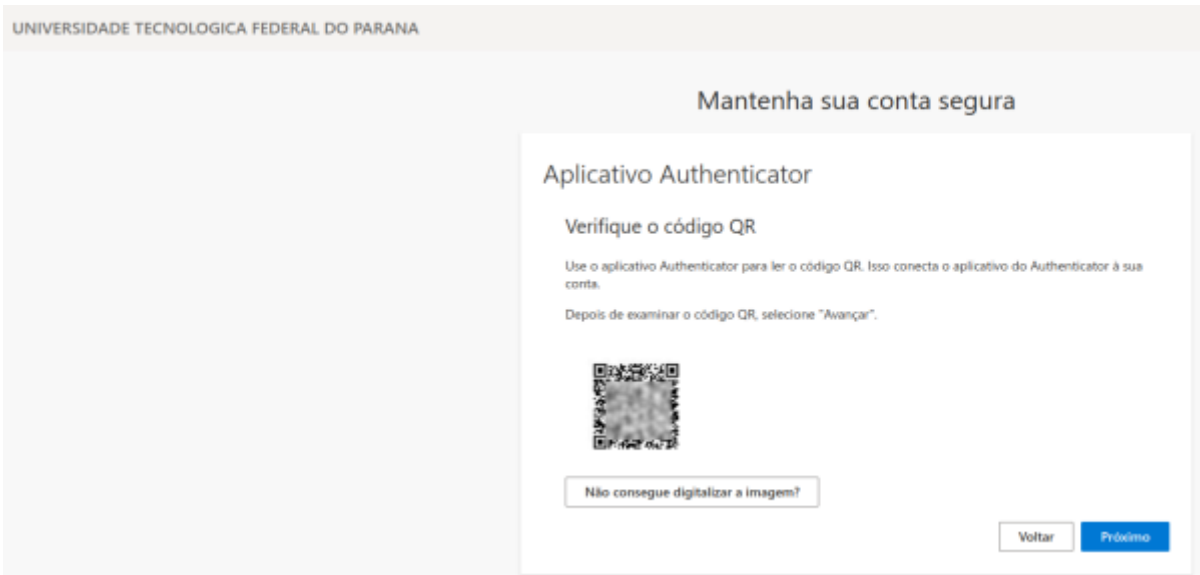 UNIVERSIDADE TECNOLOGICA FEDERAL DO PARANA
Mantenha sua conta segura
Aplicativo Authenticator
Verifique o código QR
Use o aplicativo Authenticator para ler o código QR. Isso conecta o aplicativo do Authenticator à sua
conta.
Depois de examinar o código QR, selecione "Avançar".
Não consegue digitalizar a imagem?
Voltar
Próximo